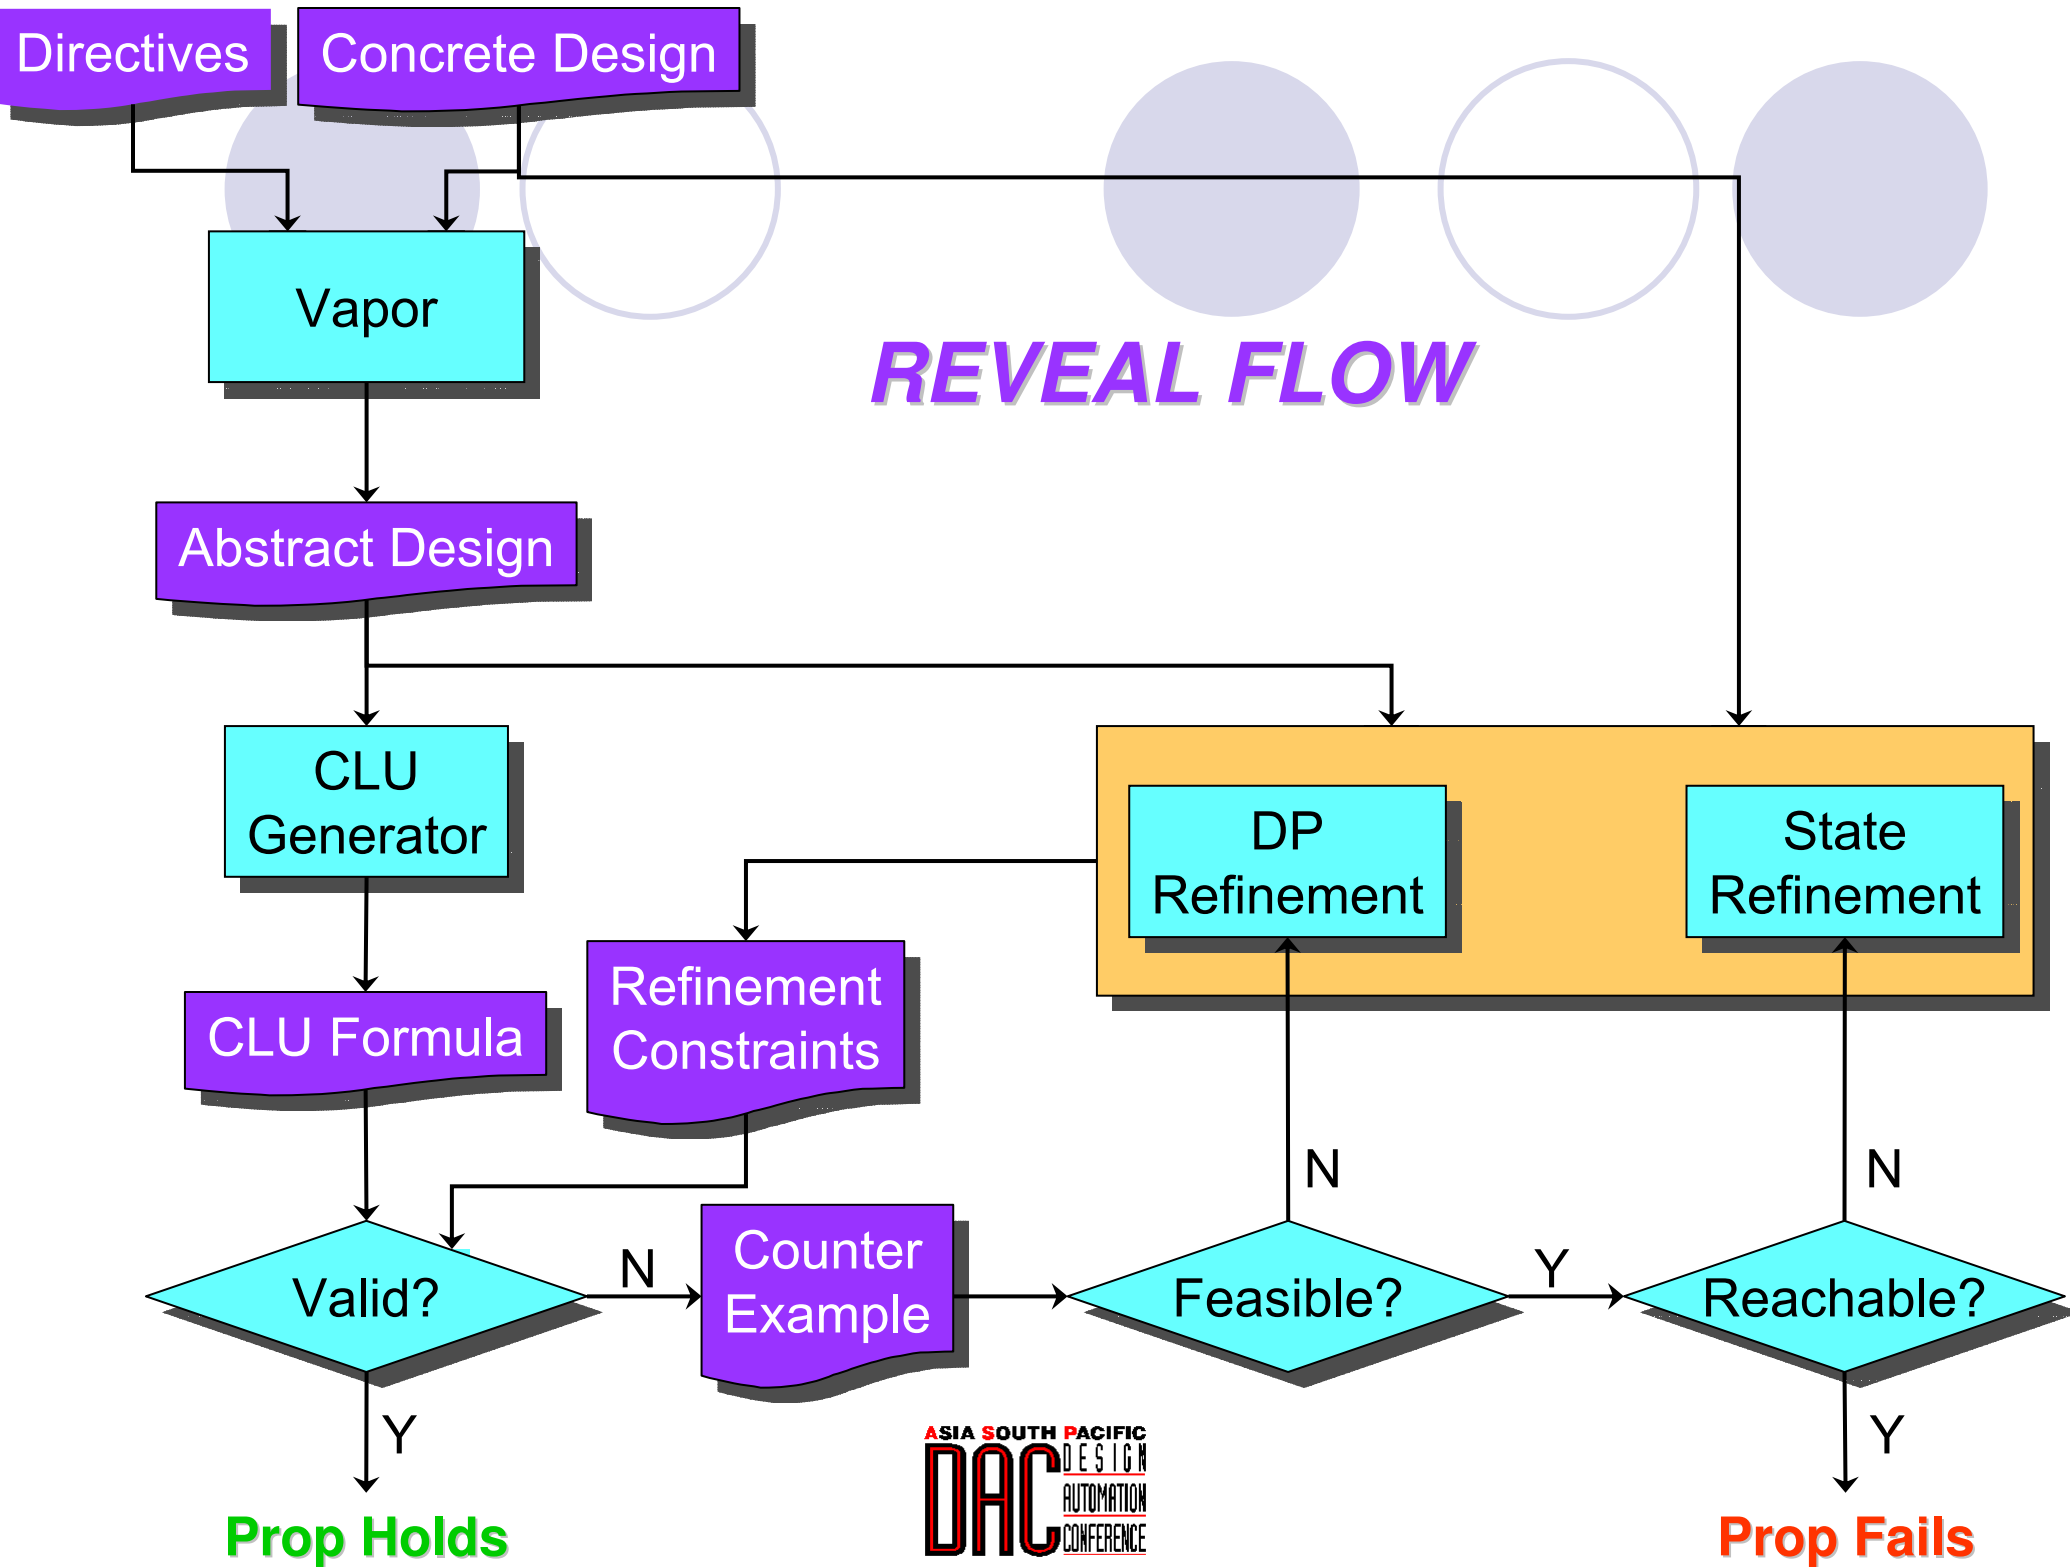 Directives
Concrete Design
Vapor
REVEAL FLOW
Abstract Design
CLU
Generator
DP
Refinement
State
Refinement
Refinement
Constraints
CLU Formula
N
N
Counter
Example
N
Y
Valid?
Feasible?
Reachable?
Y
Y
ASIA SOUTH PACIFIC
DAC
DESIGN
AUTOMATION
CONFERENCE
Prop Holds
Prop Fails